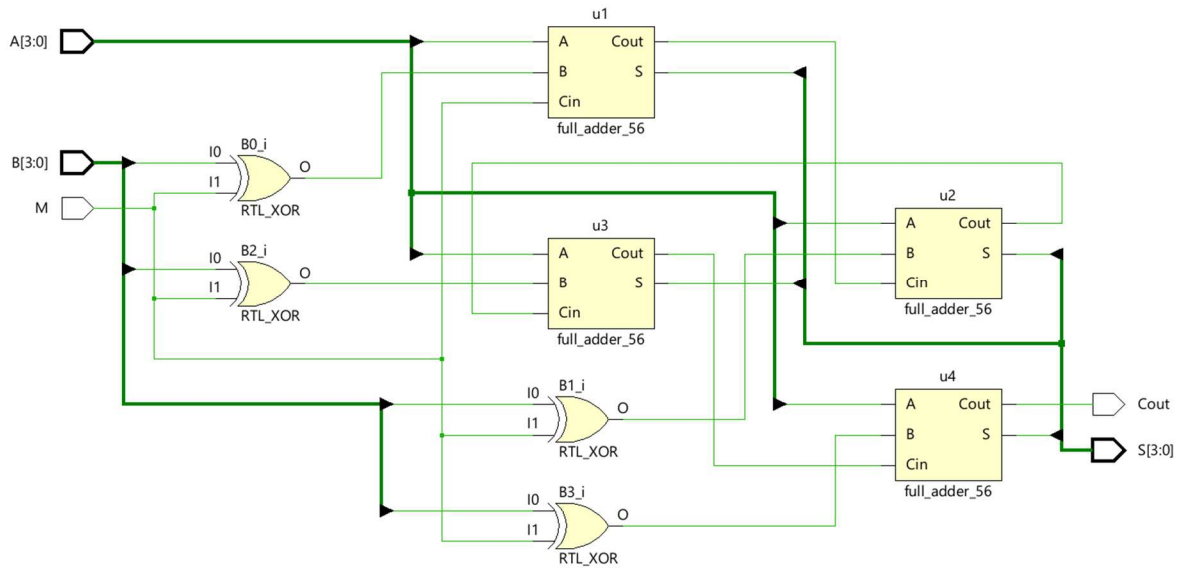 u1
A[3:0]
A Cout
B S
Cin
full_adder_56
B0_i
B[3:0]
I0
O
I1
M
RTL_XOR
u2
A Cout
B S
Cin
full_adder_56
u3
A Cout
B S
Cin
full_adder_56
B2_i
I0
O
I1
RTL_XOR
u4
A Cout
B S
Cin
full_adder_56
Cout
S[3:0]
B1_i
I0
O
I1
RTL_XOR
B3_i
I0
O
I1
RTL_XOR